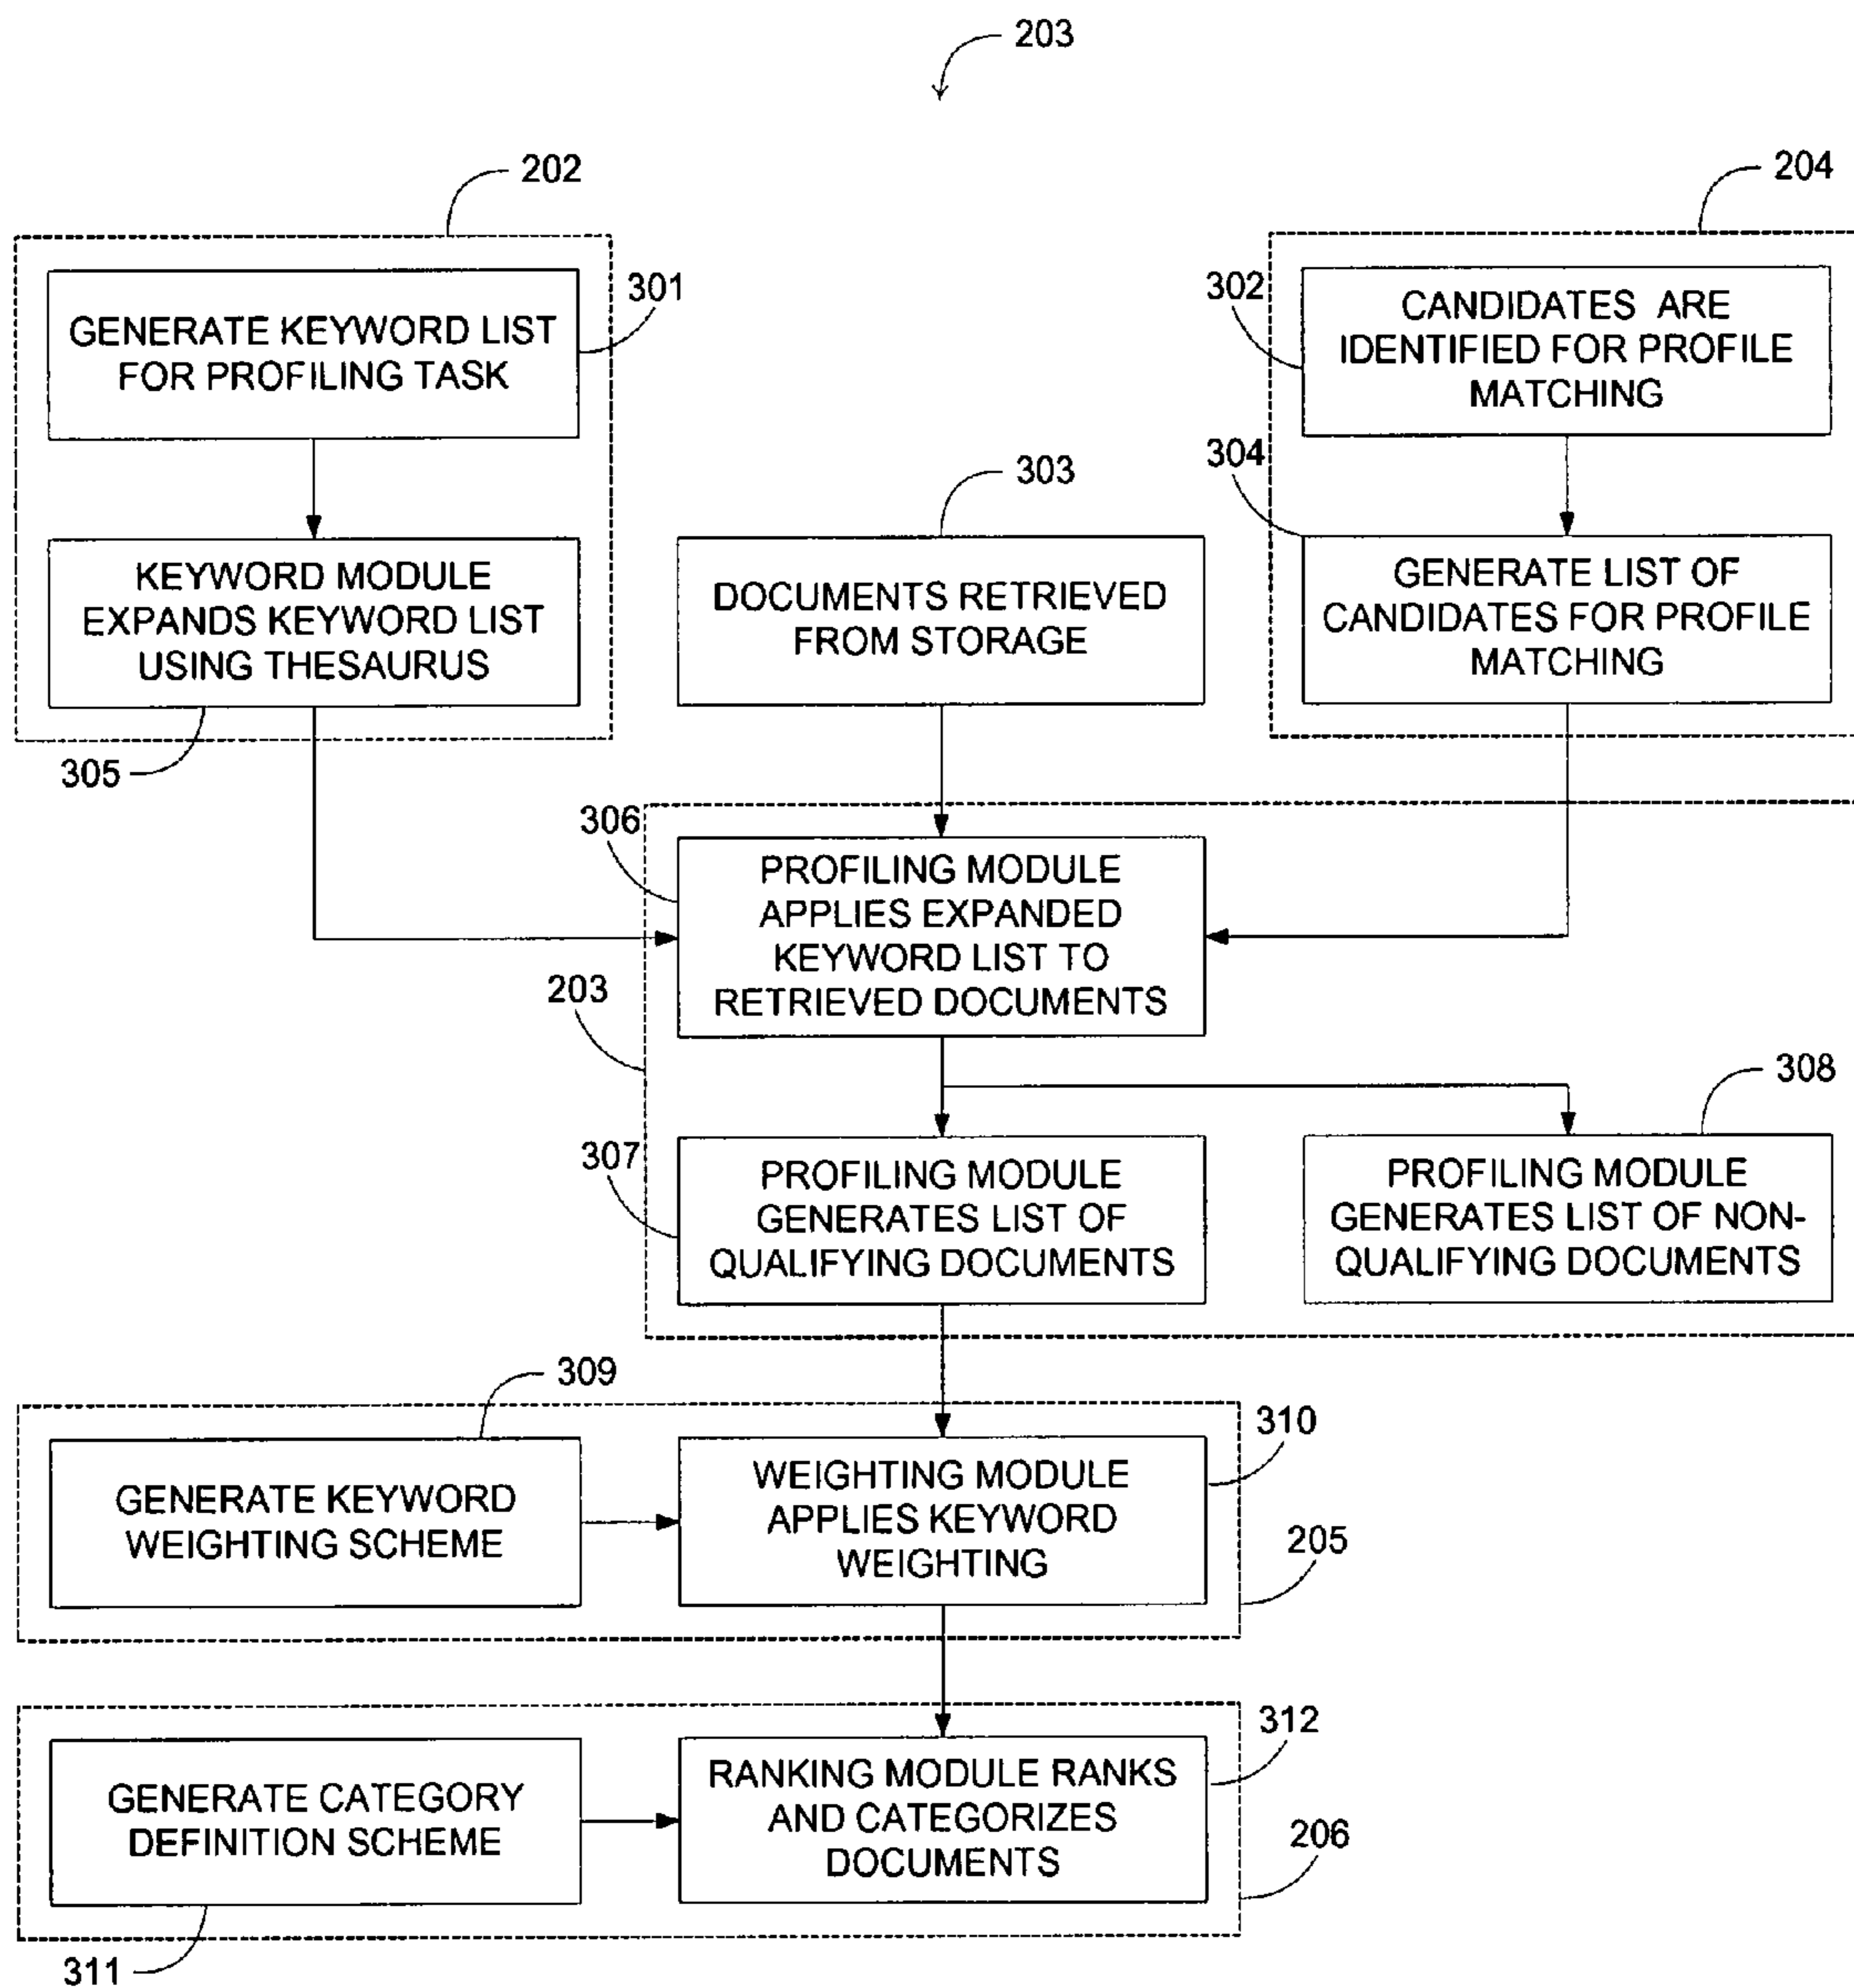 203
202
204
301
GENERATE KEYWORD LIST
FOR PROFILING TASK
302
CANDIDATES ARE
IDENTIFIED FOR PROFILE
MATCHING
303
304
KEYWORD MODULE
EXPANDS KEYWORD LIST
USING THESAURUS
305
DOCUMENTS RETRIEVED
FROM STORAGE
GENERATE LIST OF
CANDIDATES FOR PROFILE
MATCHING
306
PROFILING MODULE
APPLIES EXPANDED
KEYWORD LIST TO
RETRIEVED DOCUMENTS
203
308
307
PROFILING MODULE
GENERATES LIST OF
QUALIFYING DOCUMENTS
PROFILING MODULE
GENERATES LIST OF NON-
QUALIFYING DOCUMENTS
309
310
GENERATE KEYWORD
WEIGHTING SCHEME
WEIGHTING MODULE
APPLIES KEYWORD
WEIGHTING
205
312
GENERATE CATEGORY
DEFINITION SCHEME
RANKING MODULE RANKS
AND CATEGORIZES
DOCUMENTS
206
311